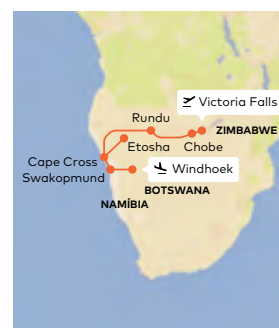 Victoria Falls
Rundu
ZIMBABWE
Etosha
Chobe
Cape Cross
Windhoek
Swakopmund
BOTSWANA
NAMÍBIA